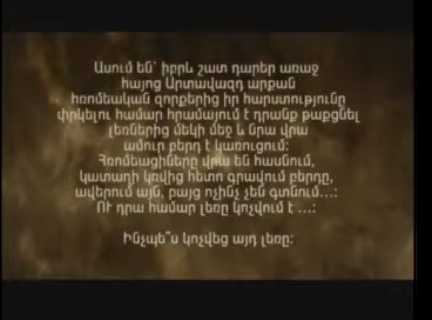 Ասում են՝ իբրև շատ դարեր առաջ
հայոց Արտավազդ արքան
հռոմեական զորքերից իր հարստությունը
փրկելու համար հրամայում է դրանք թաքցնել
լեռներից մեկի մեջ և նրա վրա
ամուր բերդ է կառուցում:
Հռոմեացիները վրա են հասնում,
կատաղի կռվից հետո գրավում բերդը,
ավերում այն, բայց ոչինչ չեն գտնում…:
ՈՒ դրա համար լեռը կոչվում է …:
Ինչպե՞ս կոչվեց այդ լեռը: